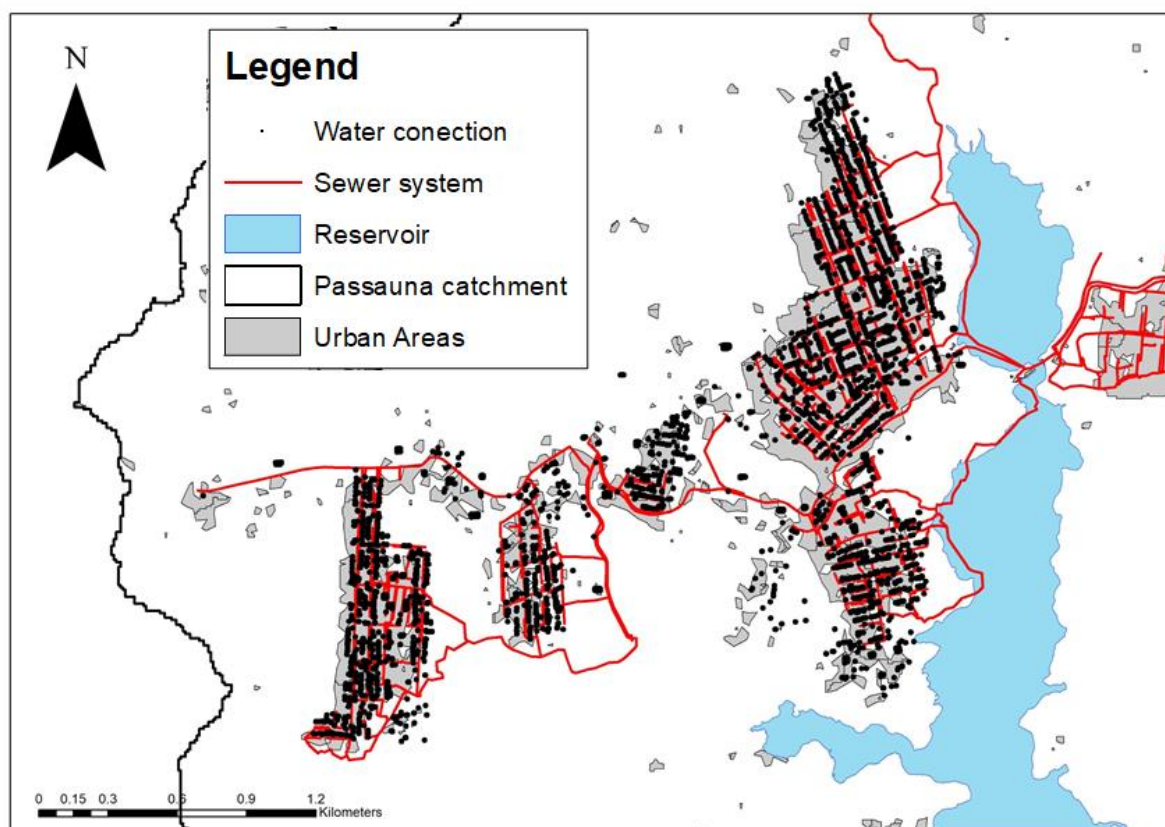 N
Legend
Water conection
Sewer system
Reservoir
Passauna catchment
Urban Areas
0 0.15 0.3 0.6 0.9 1.2
Kilometers